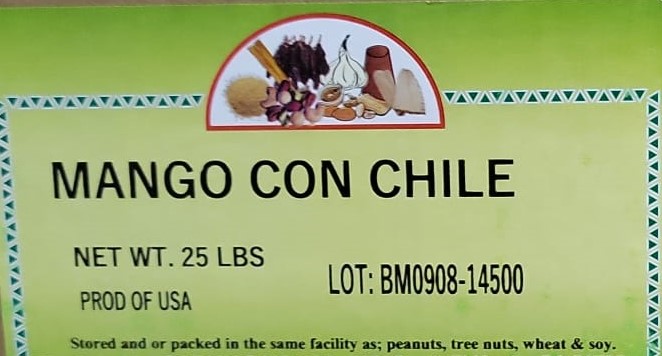 MANGO CON CHILE
NET WT. 25 LBS
LOT: BM0908-14500
PROD OF USA
Stored and or packed in the same facility as; peanuts, tree nuts, wheat & soy.